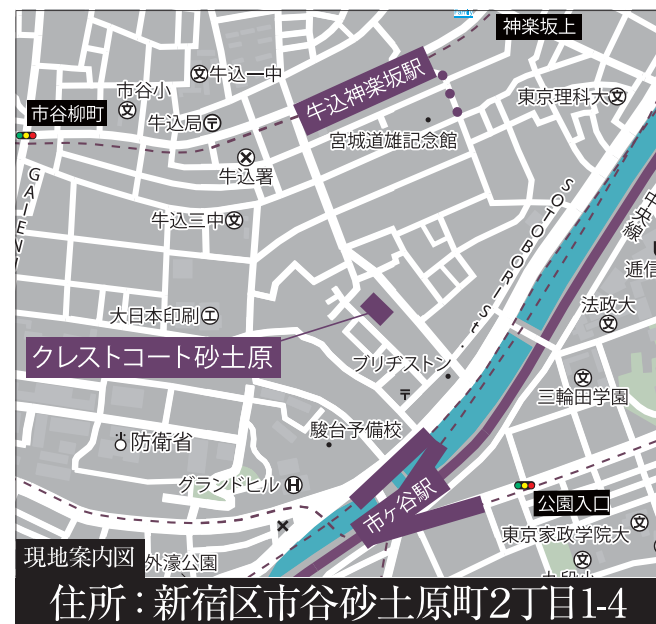 Family
神楽坂上
牛込一中
市谷小
牛込神楽坂駅
東京理科大
市谷柳町
牛込局
宮城道雄記念館
牛込署
GAIEN
SOTOBORI St.
中央線
牛込三中
逓信
大日本印刷
法政大
クレストコート砂土原
ブリヂストン
三輪田学園
駿台予備校
防衛省
グランドヒル
市ヶ谷駅
公園入口
東京家政学院大
現地案内図
外濠公園
住所：新宿区市谷砂土原町2丁目1-4